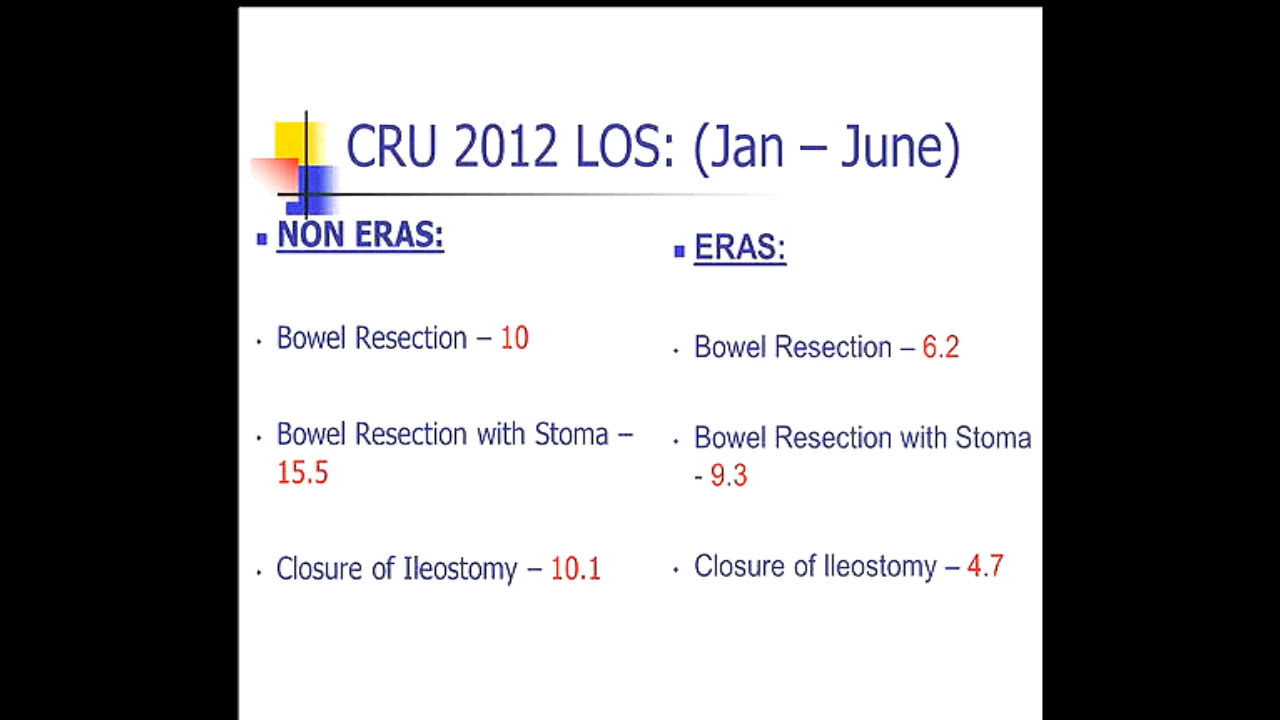 CRU 2012 LOS: (Jan – June)
NON ERAS:
Bowel Resection – 10
Bowel Resection with Stoma –
15.5
Closure of Ileostomy – 10.1
ERAS:
Bowel Resection – 6.2
Bowel Resection with Stoma
- 9.3
Closure of Ileostomy – 4.7